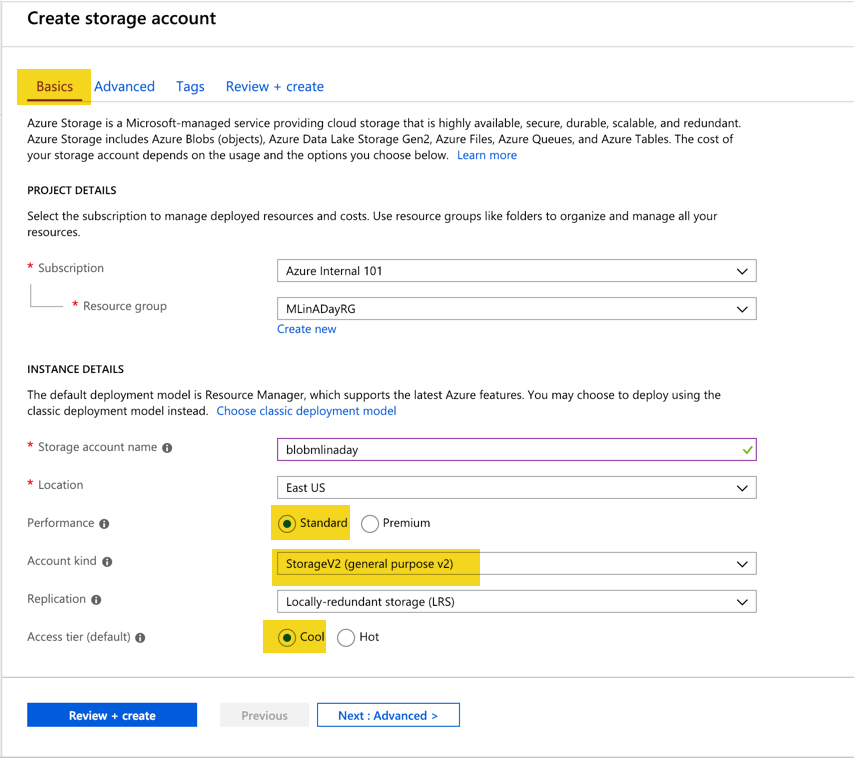 Create storage account
Basics Advanced Tags Review + create
Azure Storage is a Microsoft-managed service providing cloud storage that is highly available, secure, durable, scalable, and redundant.
Azure Storage includes Azure Blobs (objects), Azure Data Lake Storage Gen2, Azure Files, Azure Queues, and Azure Tables. The cost of
your storage account depends on the usage and the options you choose below. Learn more
PROJECT DETAILS
Select the subscription to manage deployed resources and costs. Use resource groups like folders to organize and manage all your
resources.
* Subscription Azure Internal 101
* Resource group MLinADayRG
Create new
INSTANCE DETAILS
The default deployment model is Resource Manager, which supports the latest Azure features. You may choose to deploy using the
classic deployment model instead. Choose classic deployment model
* Storage account name blobmlinaday
* Location East US
Performance Standard Premium
Account kind StorageV2 (general purpose v2)
Replication Locally-redundant storage (LRS)
Access tier (default) Cool Hot
Review + create Previous Next : Advanced >